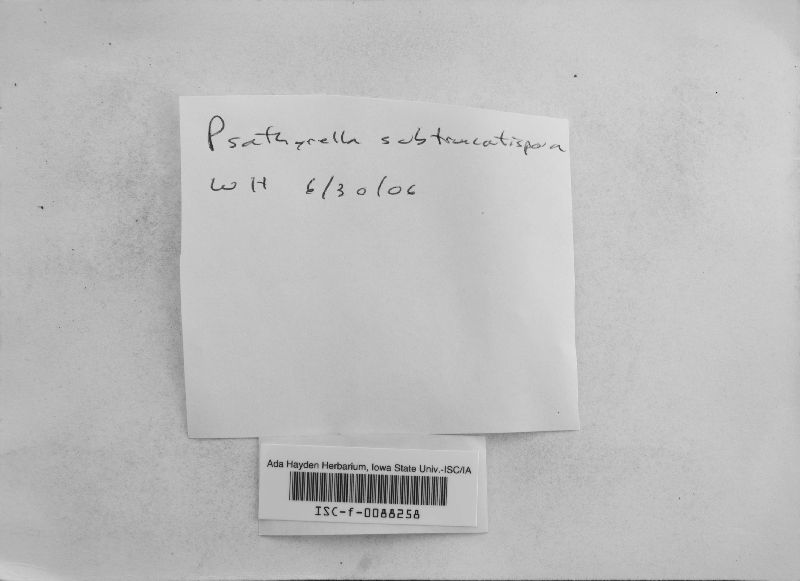 Psathyrella subtruncatispora
WH 6/30/06
Ada Hayden Herbarium, Iowa State Univ.-ISC/IA
ISC-f-0088258